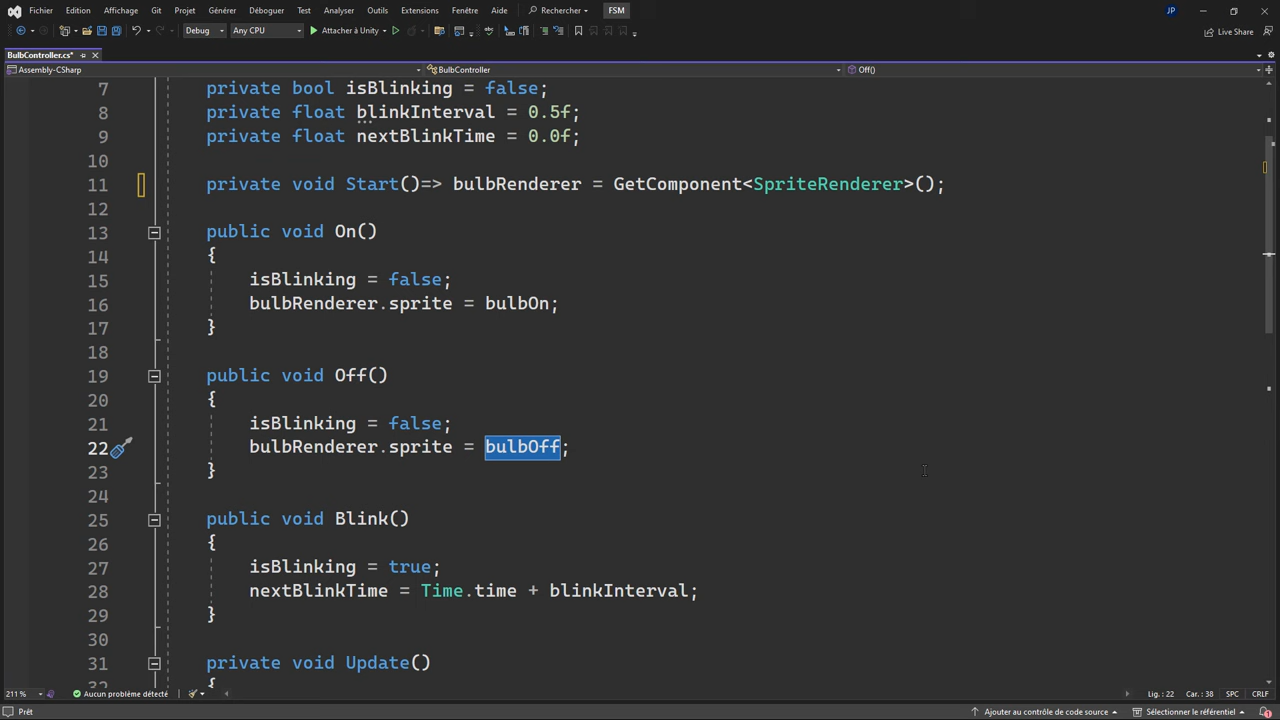 Fichier Edition Affichage Git Projet Générer Déboguer Test Analyser Outils Extensions Fenêtre Aide Rechercher FSM JP
Debug Any CPU Attacher à Unity Live Share
BulbController.cs*
Assembly-CSharp BulbController Off()
7 private bool isBlinking = false;
8 private float blinkInterval = 0.5f;
9 private float nextBlinkTime = 0.0f;
10
11 private void Start()=> bulbRenderer = GetComponent<SpriteRenderer>();
12
13 public void On()
14 {
15 isBlinking = false;
16 bulbRenderer.sprite = bulbOn;
17 }
18
19 public void Off()
20 {
21 isBlinking = false;
22 bulbRenderer.sprite = bulbOff;
23 }
24
25 public void Blink()
26 {
27 isBlinking = true;
28 nextBlinkTime = Time.time + blinkInterval;
29 }
30
31 private void Update()
32 {
211 % Aucun problème détecté Lig. : 22 Car. : 38 SPC CRLF
Prêt Ajouter au contrôle de code source Sélectionner le référentiel 1